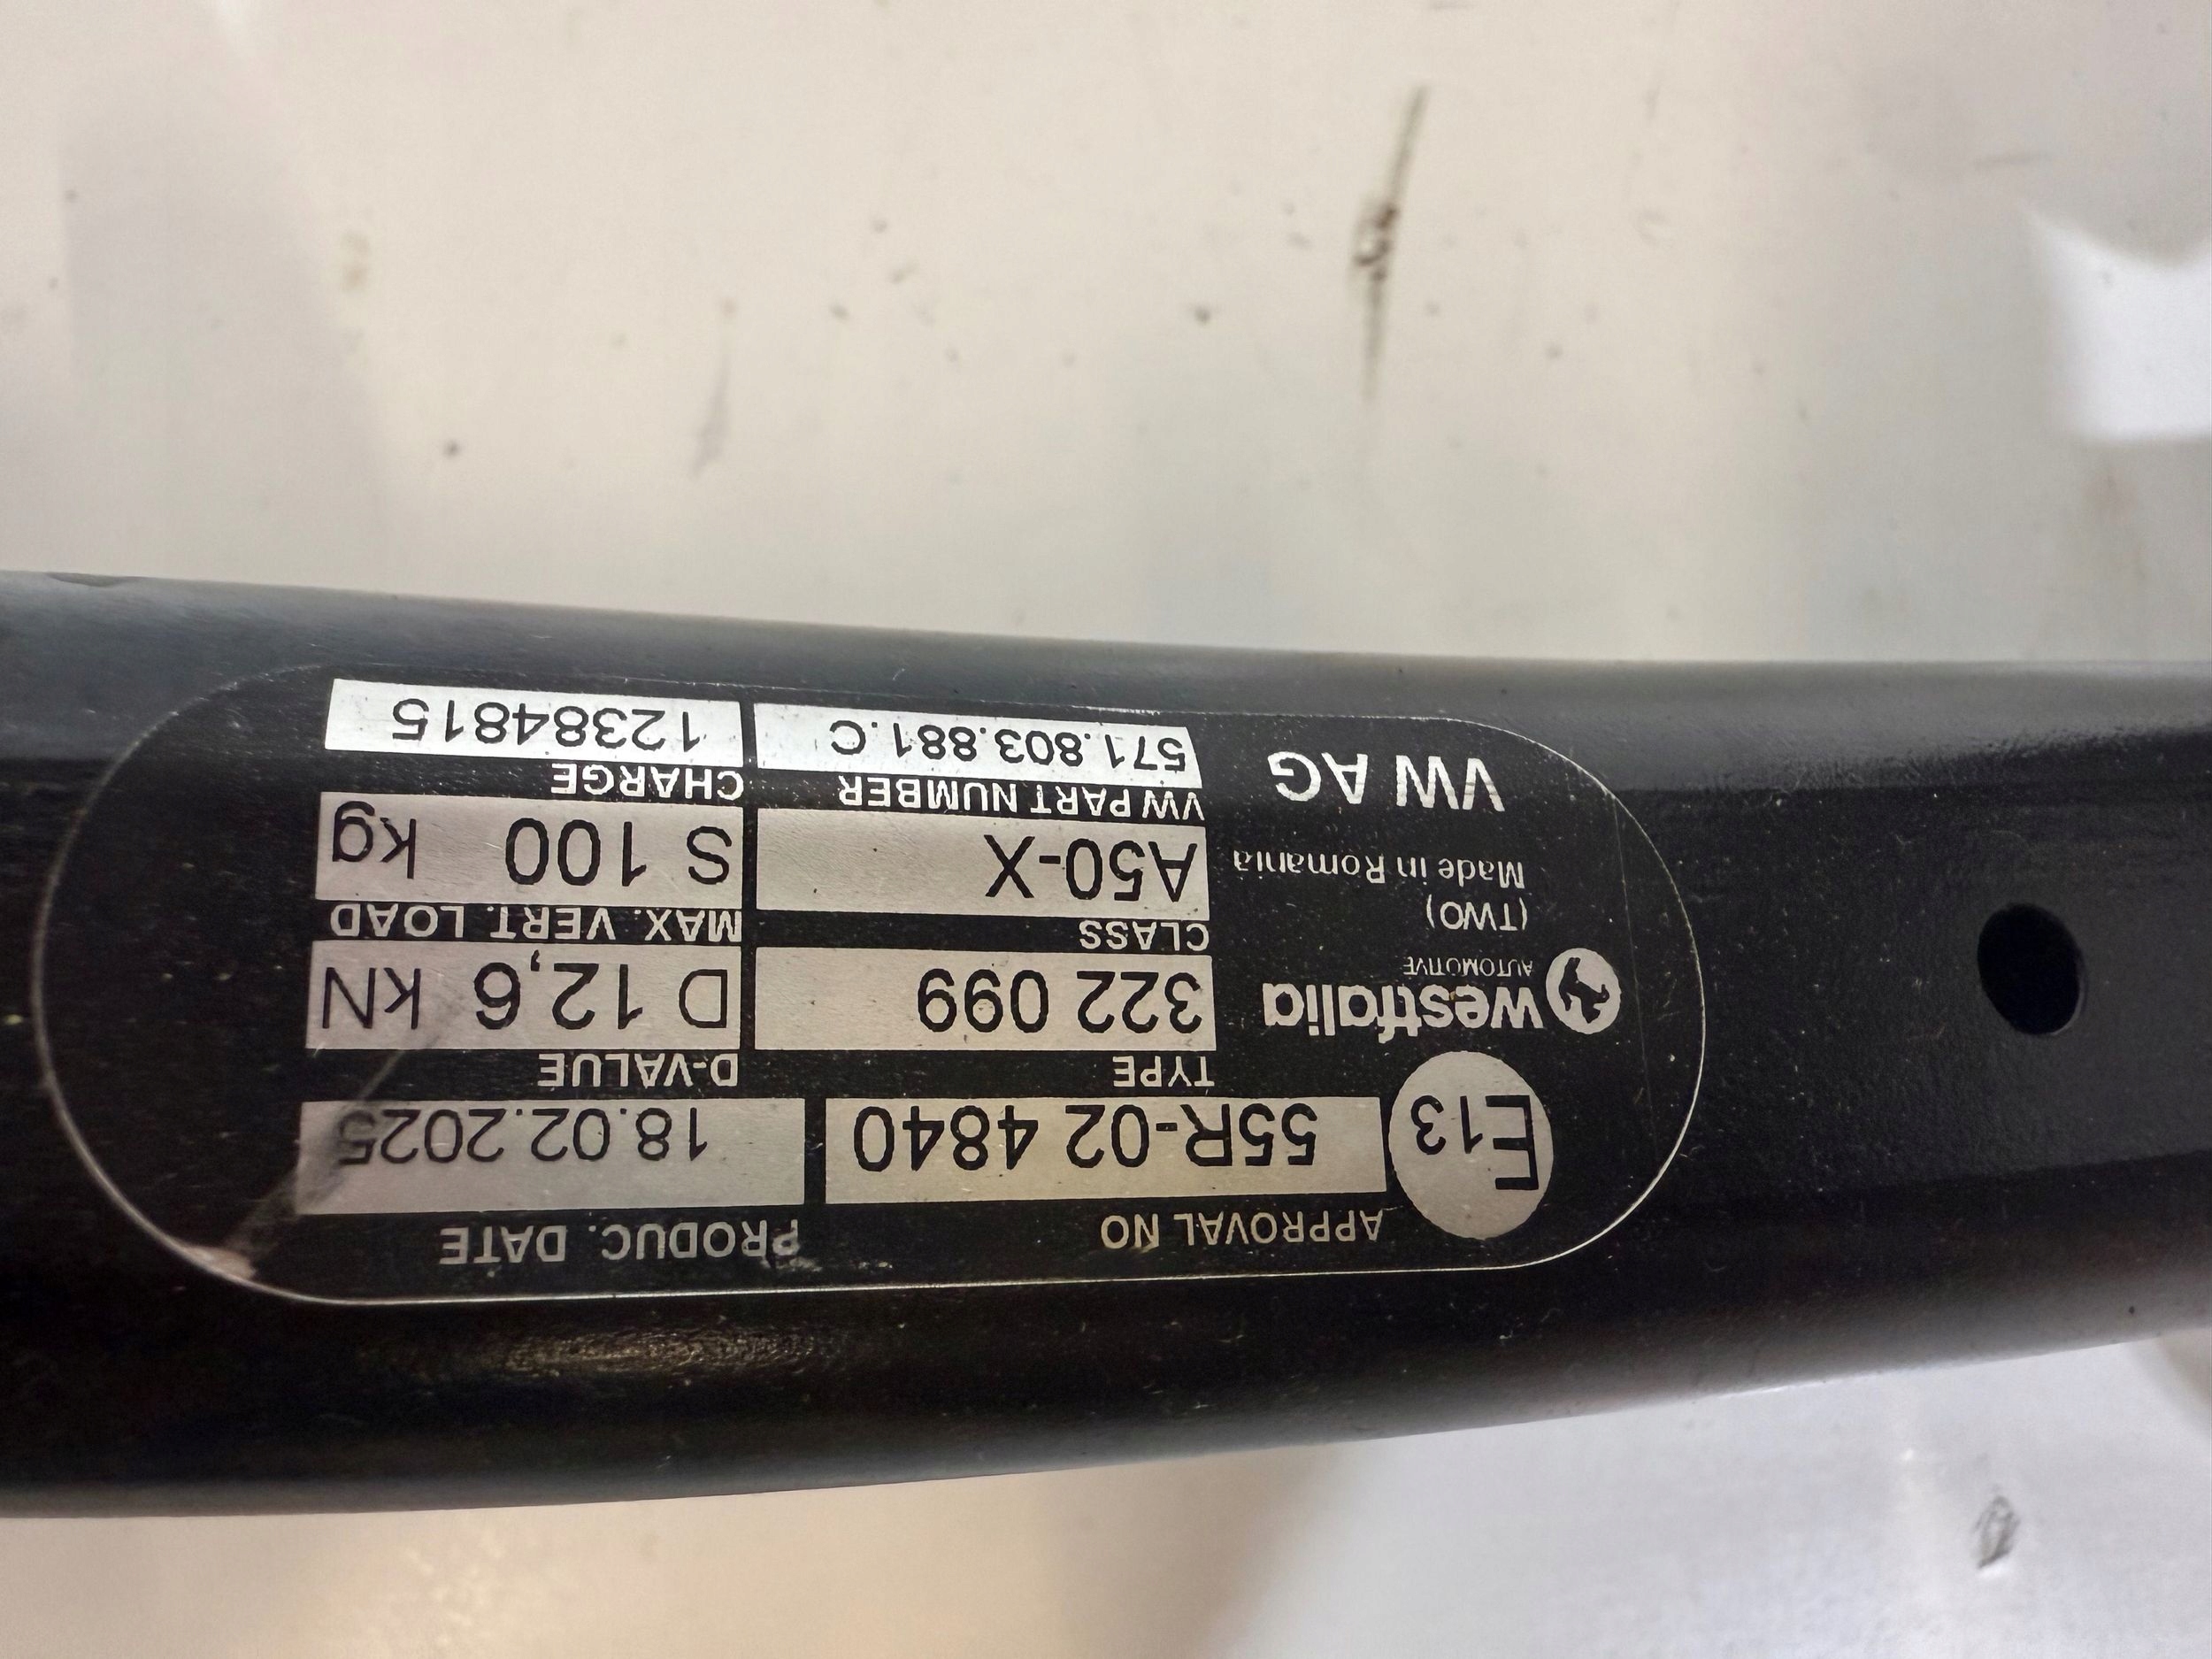 APPROVAL NO PRODUC. DATE
E13 55R-02 4840 18.02.2025
TYPE D-VALUE
westfalia 322 099 D 12,6 kN
AUTOMOTIVE
(TWO) CLASS MAX. VERT. LOAD
Made in Romania A50-X S 100 kg
VW PART NUMBER CHARGE
VW AG 571.803.881.C 12384815